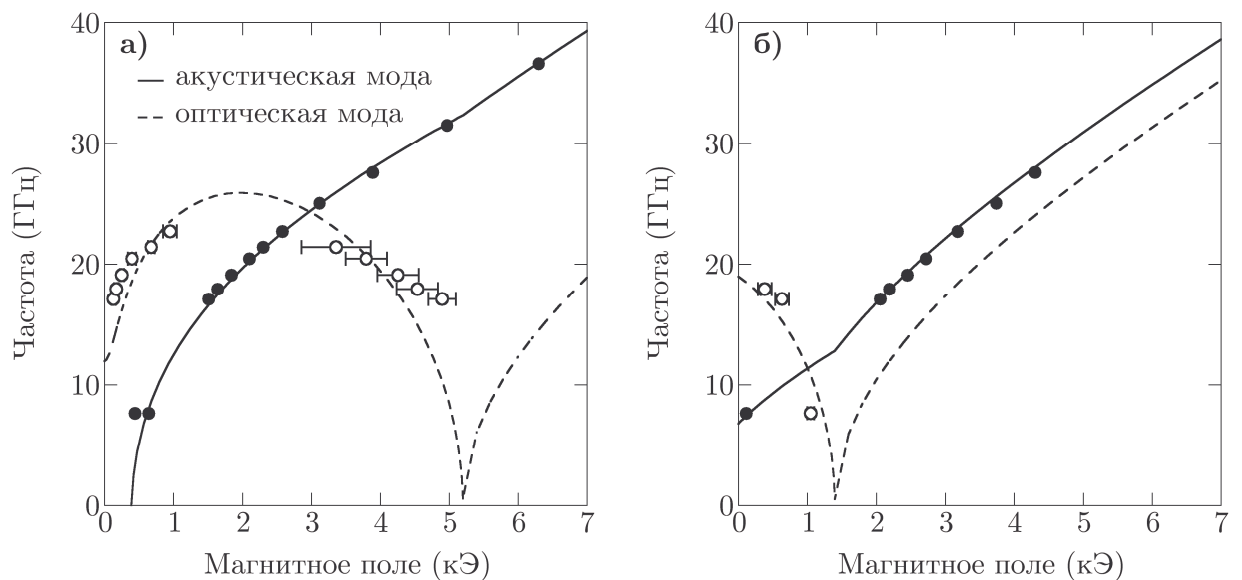 а)
акустическая мода
оптическая мода
Частота (ГГц)
40
30
20
10
0
0 1 2 3 4 5 6 7
Магнитное поле (кЭ)
б)
Частота (ГГц)
40
30
20
10
0
0 1 2 3 4 5 6 7
Магнитное поле (кЭ)